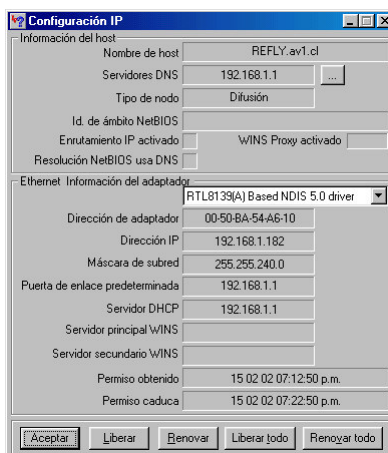 Configuración IP
Información del host
Nombre de host REFLY.av1.cl
Servidores DNS 192.168.1.1 ...
Tipo de nodo Difusión
Id. de ámbito NetBIOS
Enrutamiento IP activado WINS Proxy activado
Resolución NetBIOS usa DNS
Ethernet Información del adaptador
RTL8139(A) Based NDIS 5.0 driver
Dirección de adaptador 00-50-BA-54-A6-10
Dirección IP 192.168.1.182
Máscara de subred 255.255.240.0
Puerta de enlace predeterminada 192.168.1.1
Servidor DHCP 192.168.1.1
Servidor principal WINS
Servidor secundario WINS
Permiso obtenido 15 02 02 07:12:50 p.m.
Permiso caduca 15 02 02 07:22:50 p.m.
Aceptar Liberar Renovar Liberar todo Renovar todo